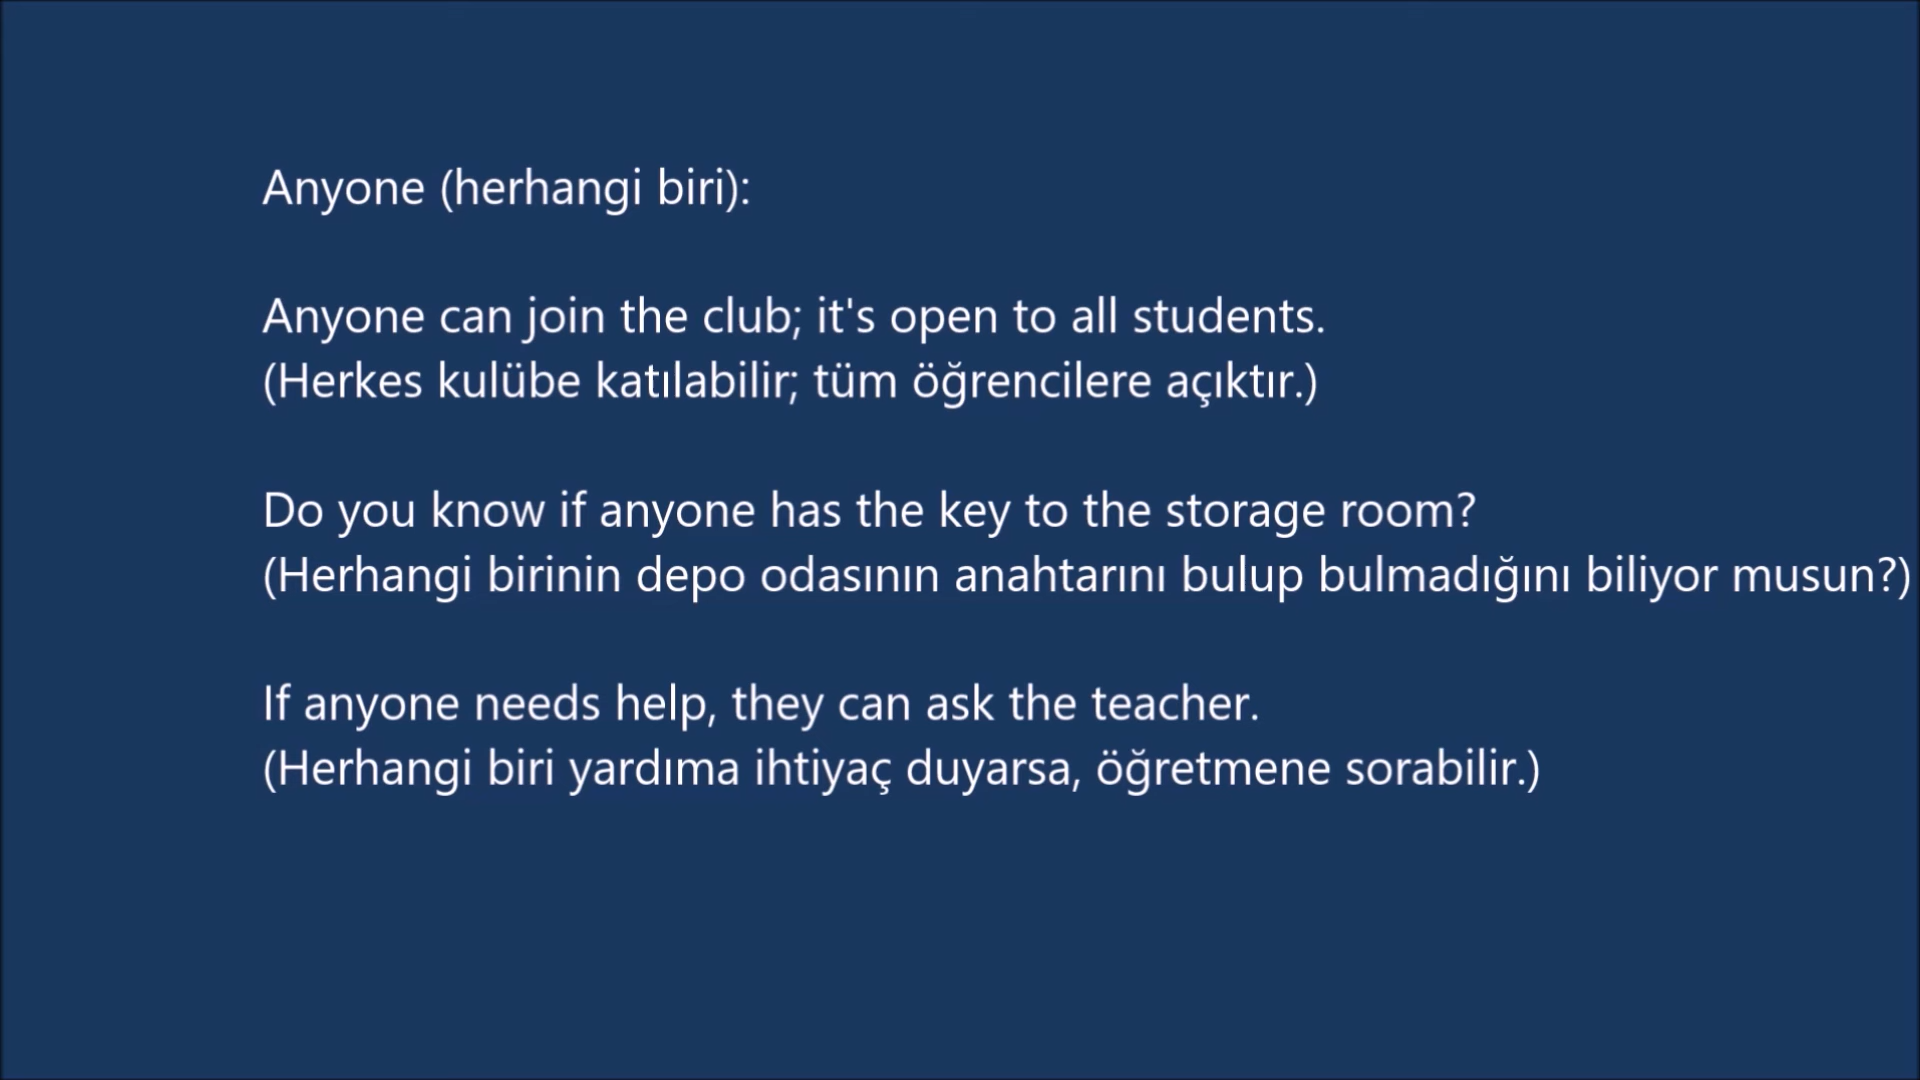 Anyone (herhangi biri):
Anyone can join the club; it's open to all students.
(Herkes kulübe katılabilir; tüm öğrencilere açıktır.)
Do you know if anyone has the key to the storage room?
(Herhangi birinin depo odasının anahtarını bulup bulmadığını biliyor musun?)
If anyone needs help, they can ask the teacher.
(Herhangi biri yardıma ihtiyaç duyarsa, öğretmene sorabilir.)